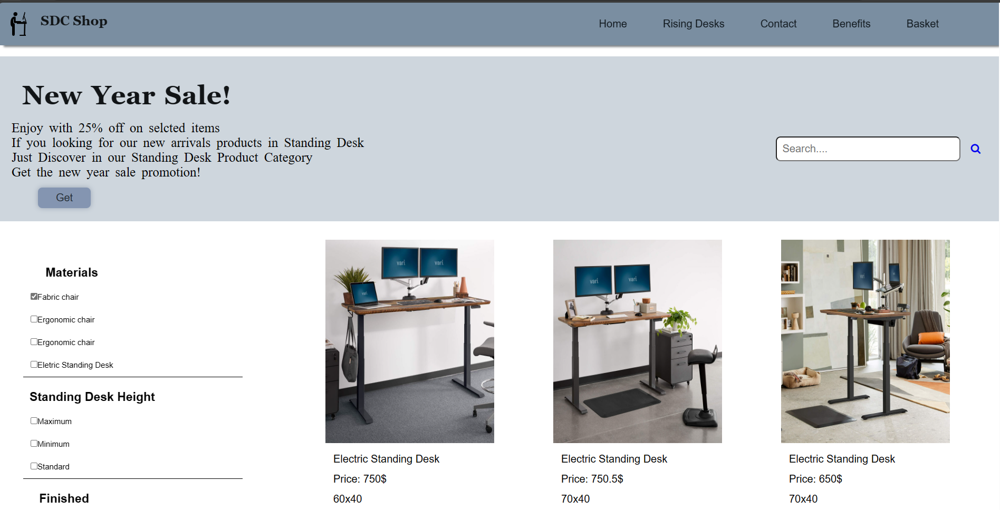 SDC Shop
Home
Rising Desks
Contact
Benefits
Basket
New Year Sale!
Enjoy with 25% off on selcted items
If you looking for our new arrivals products in Standing Desk
Just Discover in our Standing Desk Product Category
Get the new year sale promotion!
Get
Search....
Materials
Fabric chair
Ergonomic chair
Ergonomic chair
Eletric Standing Desk
Standing Desk Height
Maximum
Minimum
Standard
Finished
vari
vari
vari
Electric Standing Desk
Price: 750$
60x40
vari
vari
Electric Standing Desk
Price: 750.5$
70x40
vari
Electric Standing Desk
Price: 650$
70x40